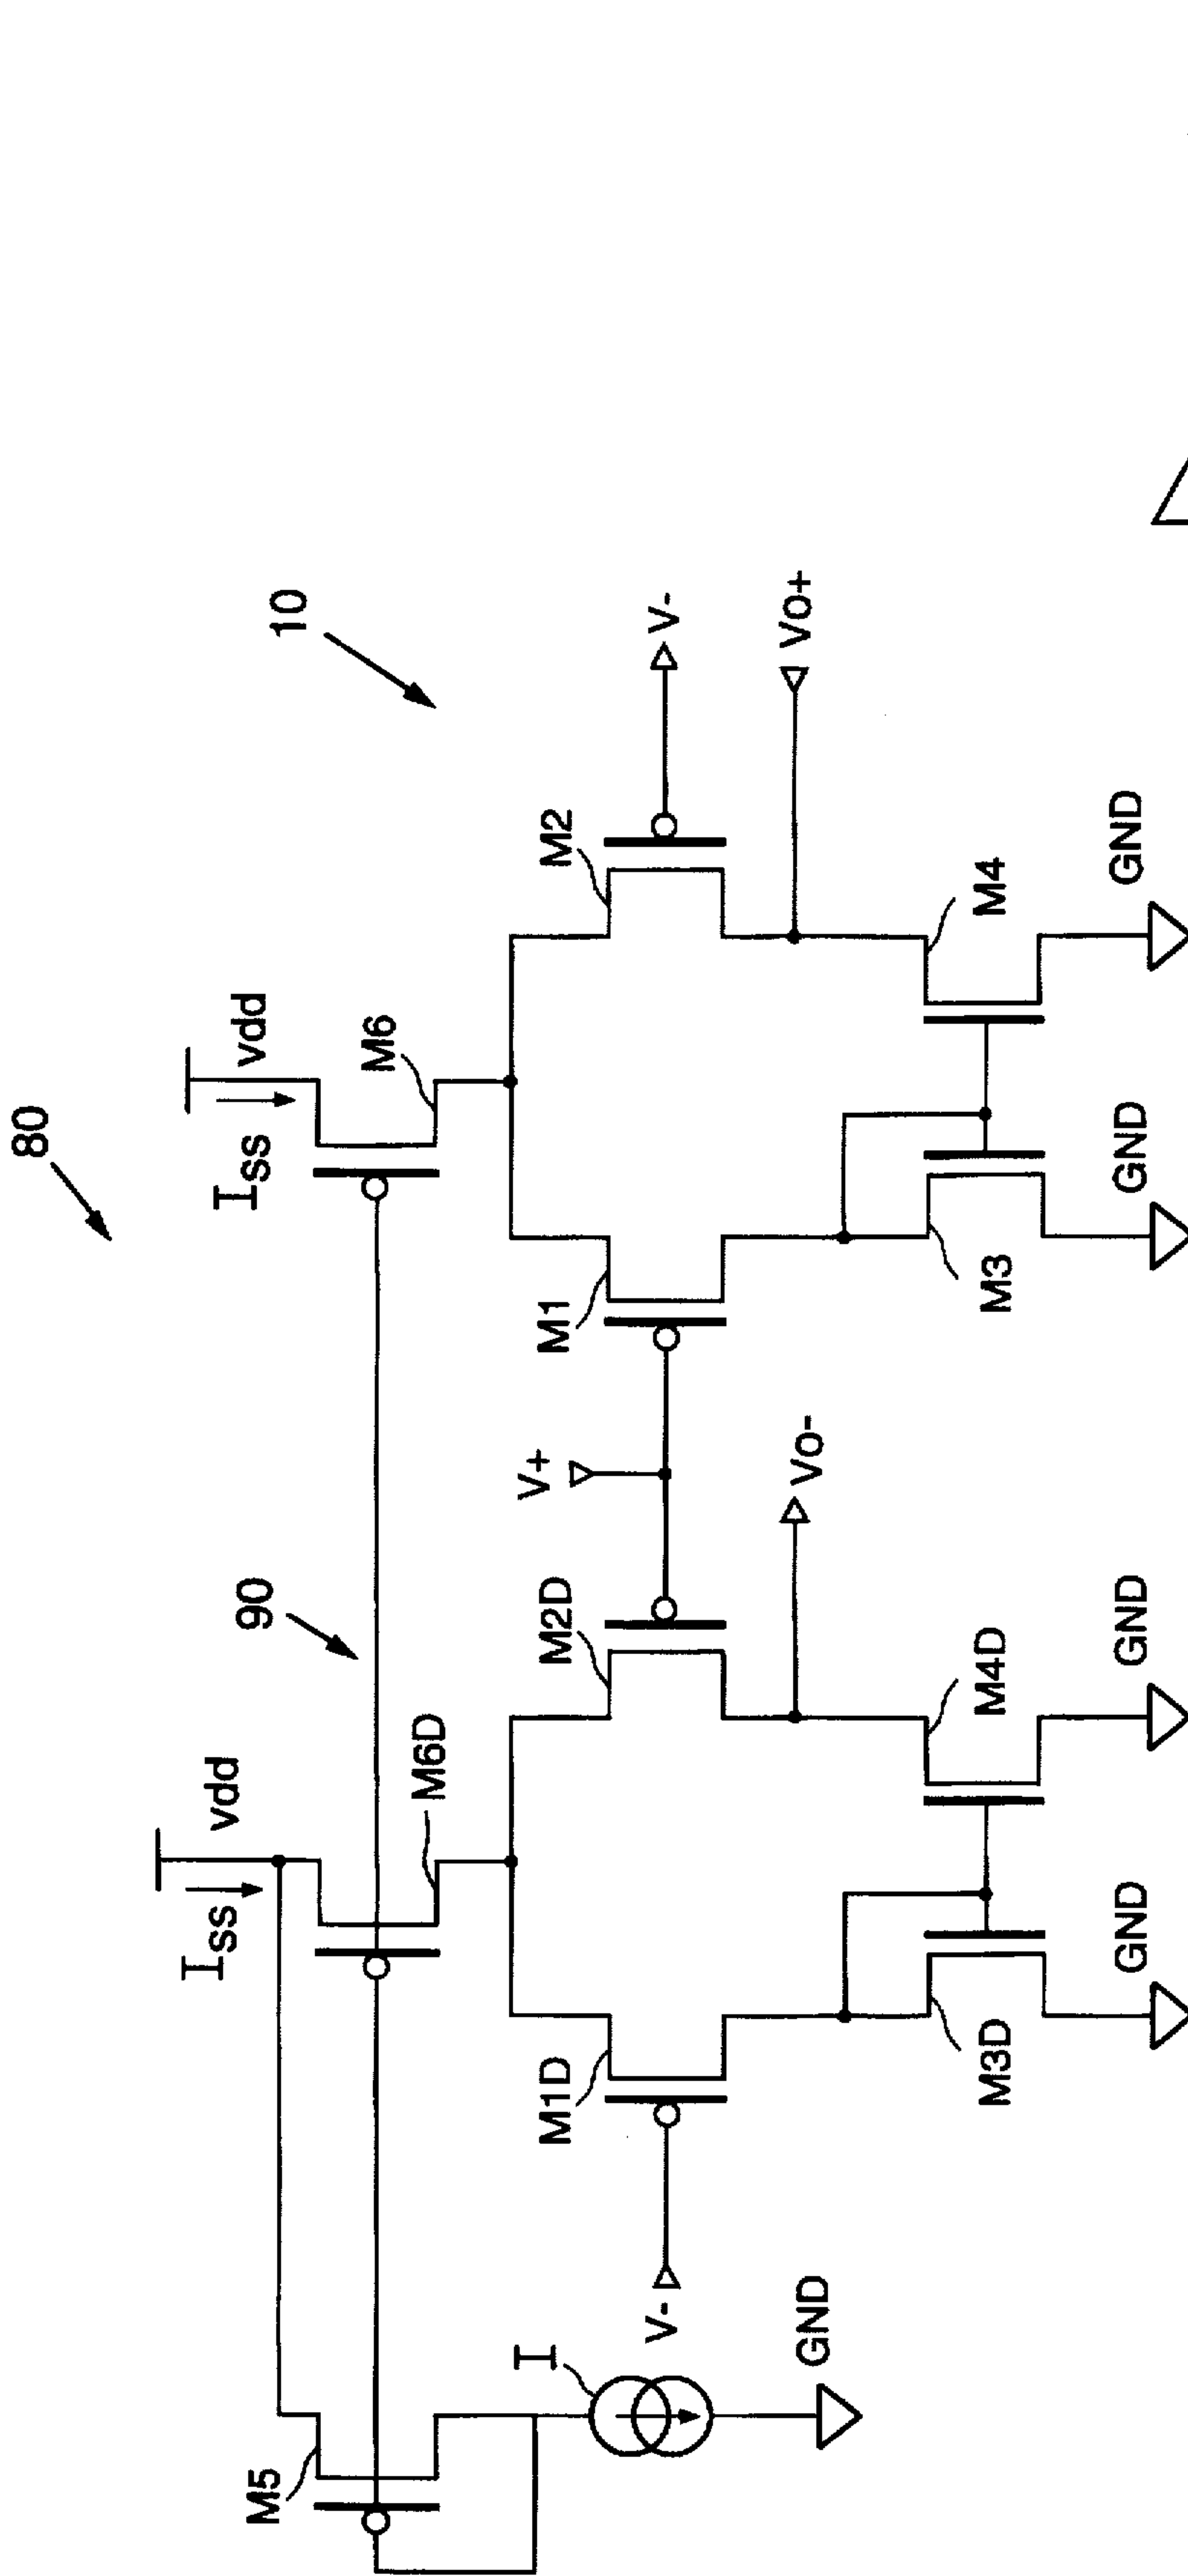 80
10
90
vdd
Iss
vdd
Iss
M5
M6D
M6
I
M1D
M2D
V+
M1
M2
V-
V-
Vo-
Vo+
GND
M3D
M4D
M3
M4
GND
GND
GND
GND